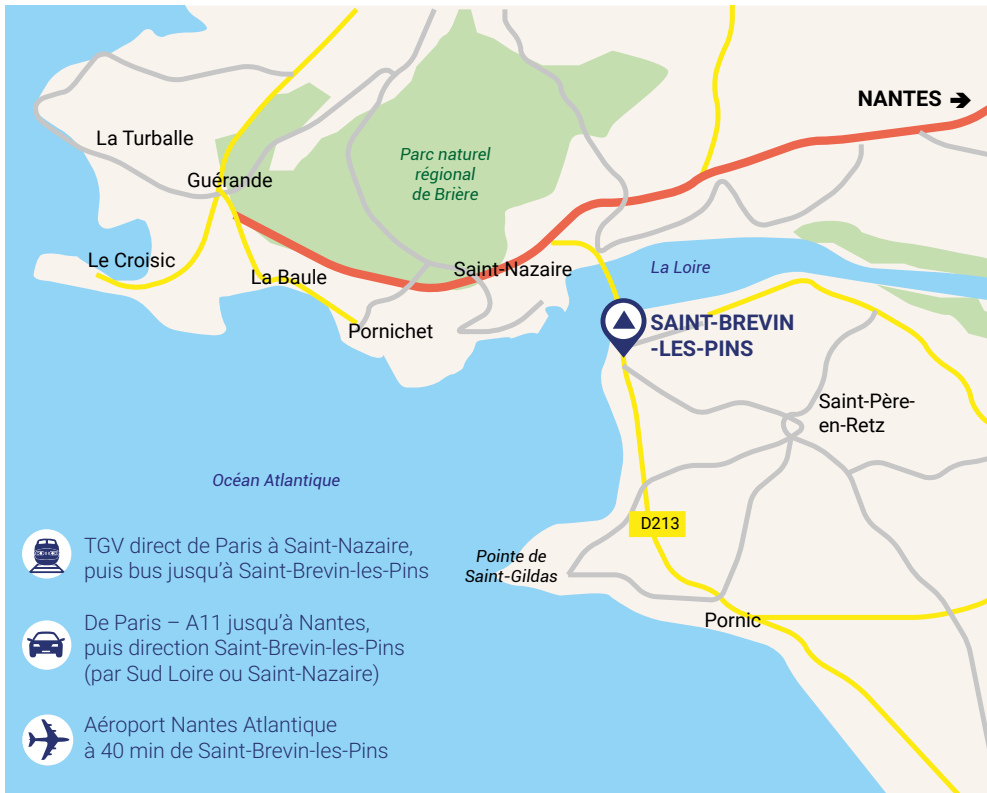 NANTES
La Turballe
Parc naturel
régional
de Brière
Guérande
Le Croisic
La Baule
Saint-Nazaire
La Loire
Pornichet
SAINT-BREVIN
-LES-PINS
Saint-Père-
en-Retz
Océan Atlantique
D213
Pointe de
Saint-Gildas
Pornic
TGV direct de Paris à Saint-Nazaire,
puis bus jusqu'à Saint-Brevin-les-Pins
De Paris – A11 jusqu'à Nantes,
puis direction Saint-Brevin-les-Pins
(par Sud Loire ou Saint-Nazaire)
Aéroport Nantes Atlantique
à 40 min de Saint-Brevin-les-Pins